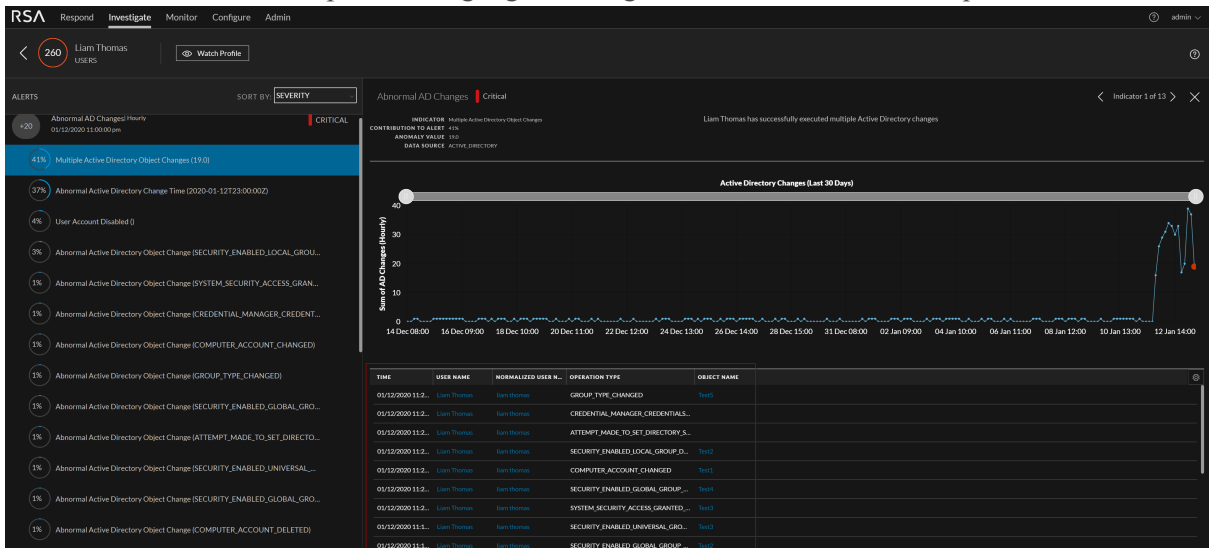 RSA Respond Investigate Monitor Configure Admin admin
260 Liam Thomas
USERS
Watch Profile
ALERTS SORT BY: SEVERITY
+20 Abnormal AD Changes| Hourly CRITICAL
01/12/2020 11:00:00 pm
41% Multiple Active Directory Object Changes (19.0)
37% Abnormal Active Directory Change Time (2020-01-12T23:00:00Z)
4% User Account Disabled ()
3% Abnormal Active Directory Object Change (SECURITY_ENABLED_LOCAL_GROU...
1% Abnormal Active Directory Object Change (SYSTEM_SECURITY_ACCESS_GRAN...
1% Abnormal Active Directory Object Change (CREDENTIAL_MANAGER_CREDENT...
1% Abnormal Active Directory Object Change (COMPUTER_ACCOUNT_CHANGED)
1% Abnormal Active Directory Object Change (GROUP_TYPE_CHANGED)
1% Abnormal Active Directory Object Change (SECURITY_ENABLED_GLOBAL_GRO...
1% Abnormal Active Directory Object Change (ATTEMPT_MADE_TO_SET_DIRECTO...
1% Abnormal Active Directory Object Change (SECURITY_ENABLED_UNIVERSAL_...
1% Abnormal Active Directory Object Change (SECURITY_ENABLED_GLOBAL_GRO...
1% Abnormal Active Directory Object Change (COMPUTER_ACCOUNT_DELETED)
Abnormal AD Changes Critical Indicator 1 of 13
INDICATOR Multiple Active Directory Object Changes
CONTRIBUTION TO ALERT 41%
ANOMALY VALUE 19.0
DATA SOURCE ACTIVE_DIRECTORY
Liam Thomas has successfully executed multiple Active Directory changes
Active Directory Changes (Last 30 Days)
Sum of AD Changes (Hourly)
40
30
20
10
0
14 Dec 08:00 16 Dec 09:00 18 Dec 10:00 20 Dec 11:00 22 Dec 12:00 24 Dec 13:00 26 Dec 14:00 28 Dec 15:00 31 Dec 08:00 02 Jan 09:00 04 Jan 10:00 06 Jan 11:00 08 Jan 12:00 10 Jan 13:00 12 Jan 14:00
TIME USER NAME NORMALIZED USER N... OPERATION TYPE OBJECT NAME
01/12/2020 11:2... Liam Thomas liam thomas GROUP_TYPE_CHANGED Test5
01/12/2020 11:2... Liam Thomas liam thomas CREDENTIAL_MANAGER_CREDENTIALS...
01/12/2020 11:2... Liam Thomas liam thomas ATTEMPT_MADE_TO_SET_DIRECTORY_S...
01/12/2020 11:2... Liam Thomas liam thomas SECURITY_ENABLED_LOCAL_GROUP_D... Test2
01/12/2020 11:2... Liam Thomas liam thomas COMPUTER_ACCOUNT_CHANGED Test1
01/12/2020 11:2... Liam Thomas liam thomas SECURITY_ENABLED_GLOBAL_GROUP_... Test4
01/12/2020 11:2... Liam Thomas liam thomas SYSTEM_SECURITY_ACCESS_GRANTED_... Test3
01/12/2020 11:1... Liam Thomas liam thomas SECURITY_ENABLED_UNIVERSAL_GRO... Test3
01/12/2020 11:1... Liam Thomas liam thomas SECURITY_ENABLED_GLOBAL_GROUP_... Test2